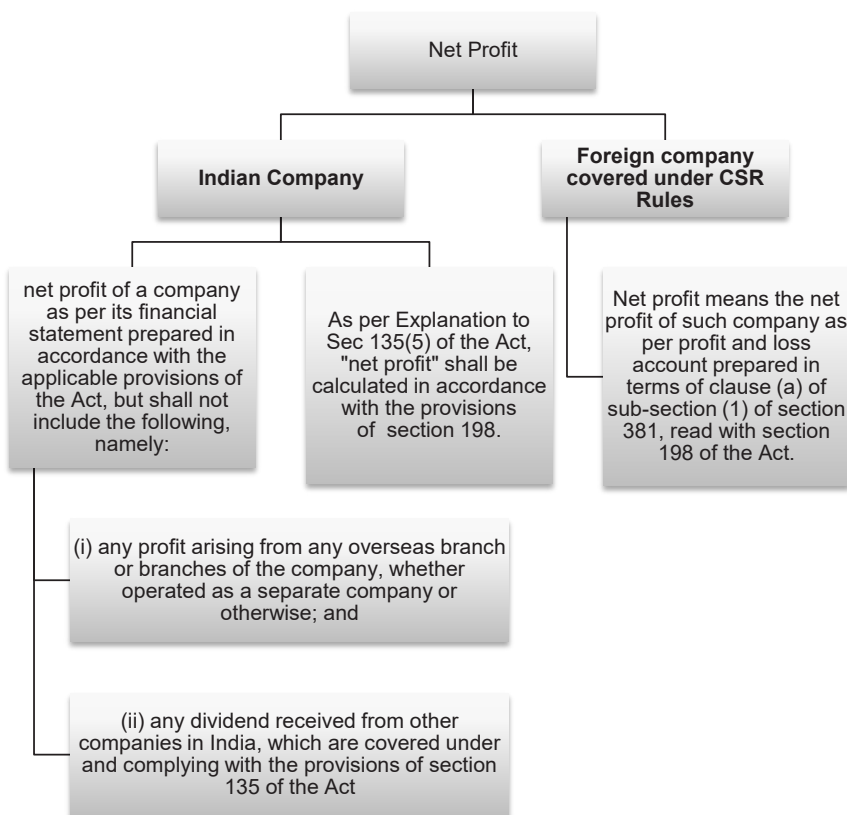 Net Profit
Indian Company
Foreign company
covered under CSR
Rules
net profit of a company
as per its financial
statement prepared in
accordance with the
applicable provisions of
the Act, but shall not
include the following,
namely:
As per Explanation to
Sec 135(5) of the Act,
"net profit" shall be
calculated in accordance
with the provisions
of section 198.
Net profit means the net
profit of such company as
per profit and loss
account prepared in
terms of clause (a) of
sub-section (1) of section
381, read with section
198 of the Act.
(i) any profit arising from any overseas branch
or branches of the company, whether
operated as a separate company or
otherwise; and
(ii) any dividend received from other
companies in India, which are covered under
and complying with the provisions of section
135 of the Act